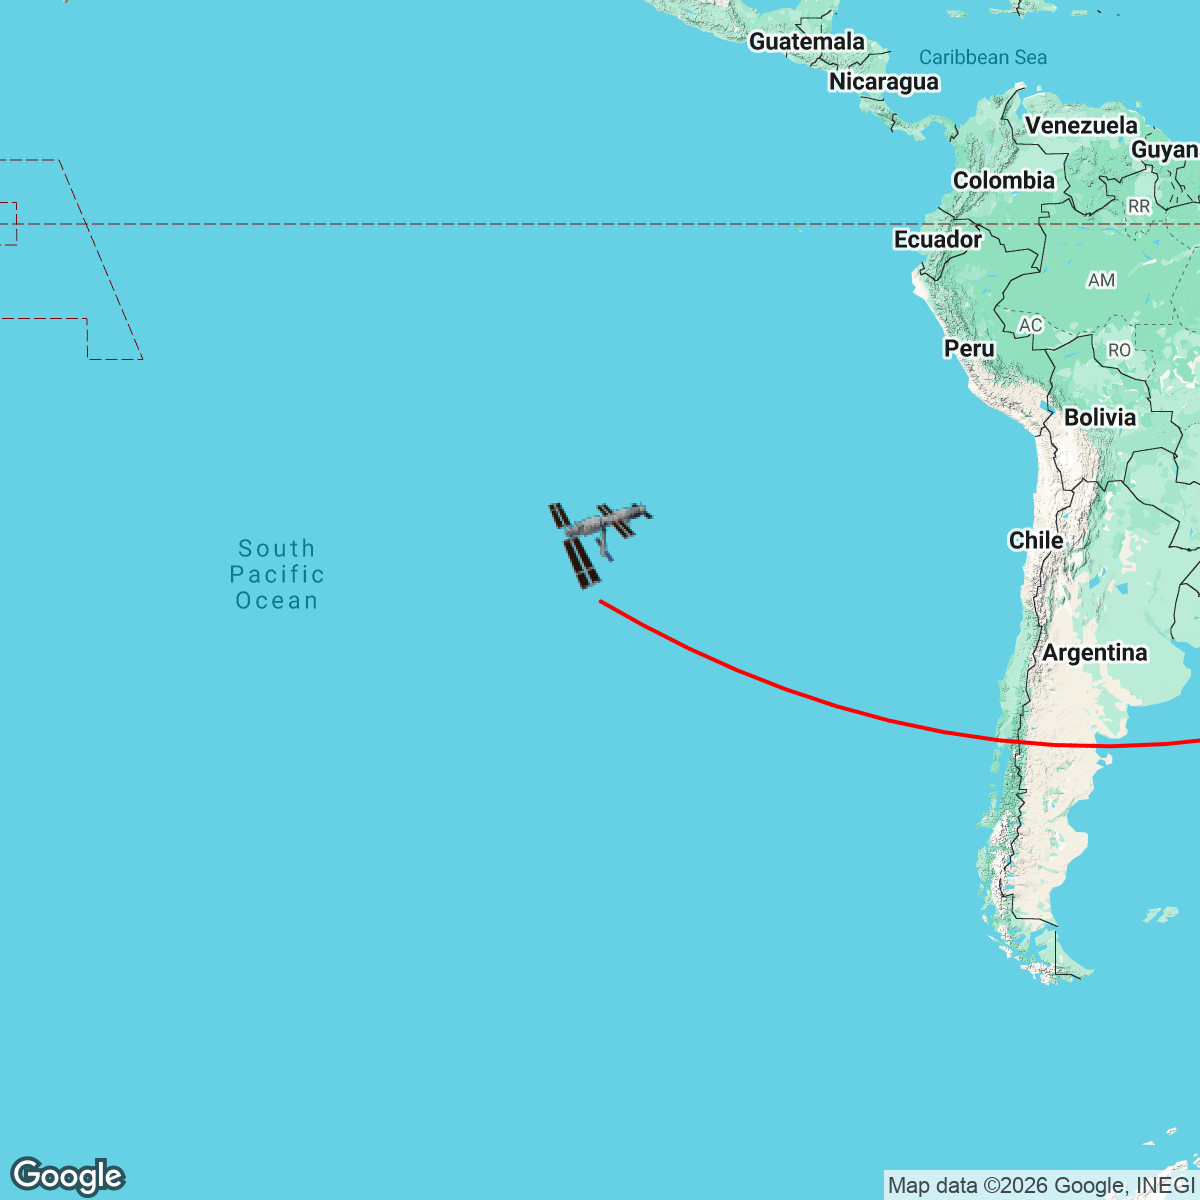 Guatemala
Caribbean Sea
Nicaragua
Venezuela
Guyan
Colombia
RR
Ecuador
AM
AC
Peru
RO
Bolivia
Chile
South
Pacific
Ocean
Argentina
Google
Map data ©2026 Google, INEGI